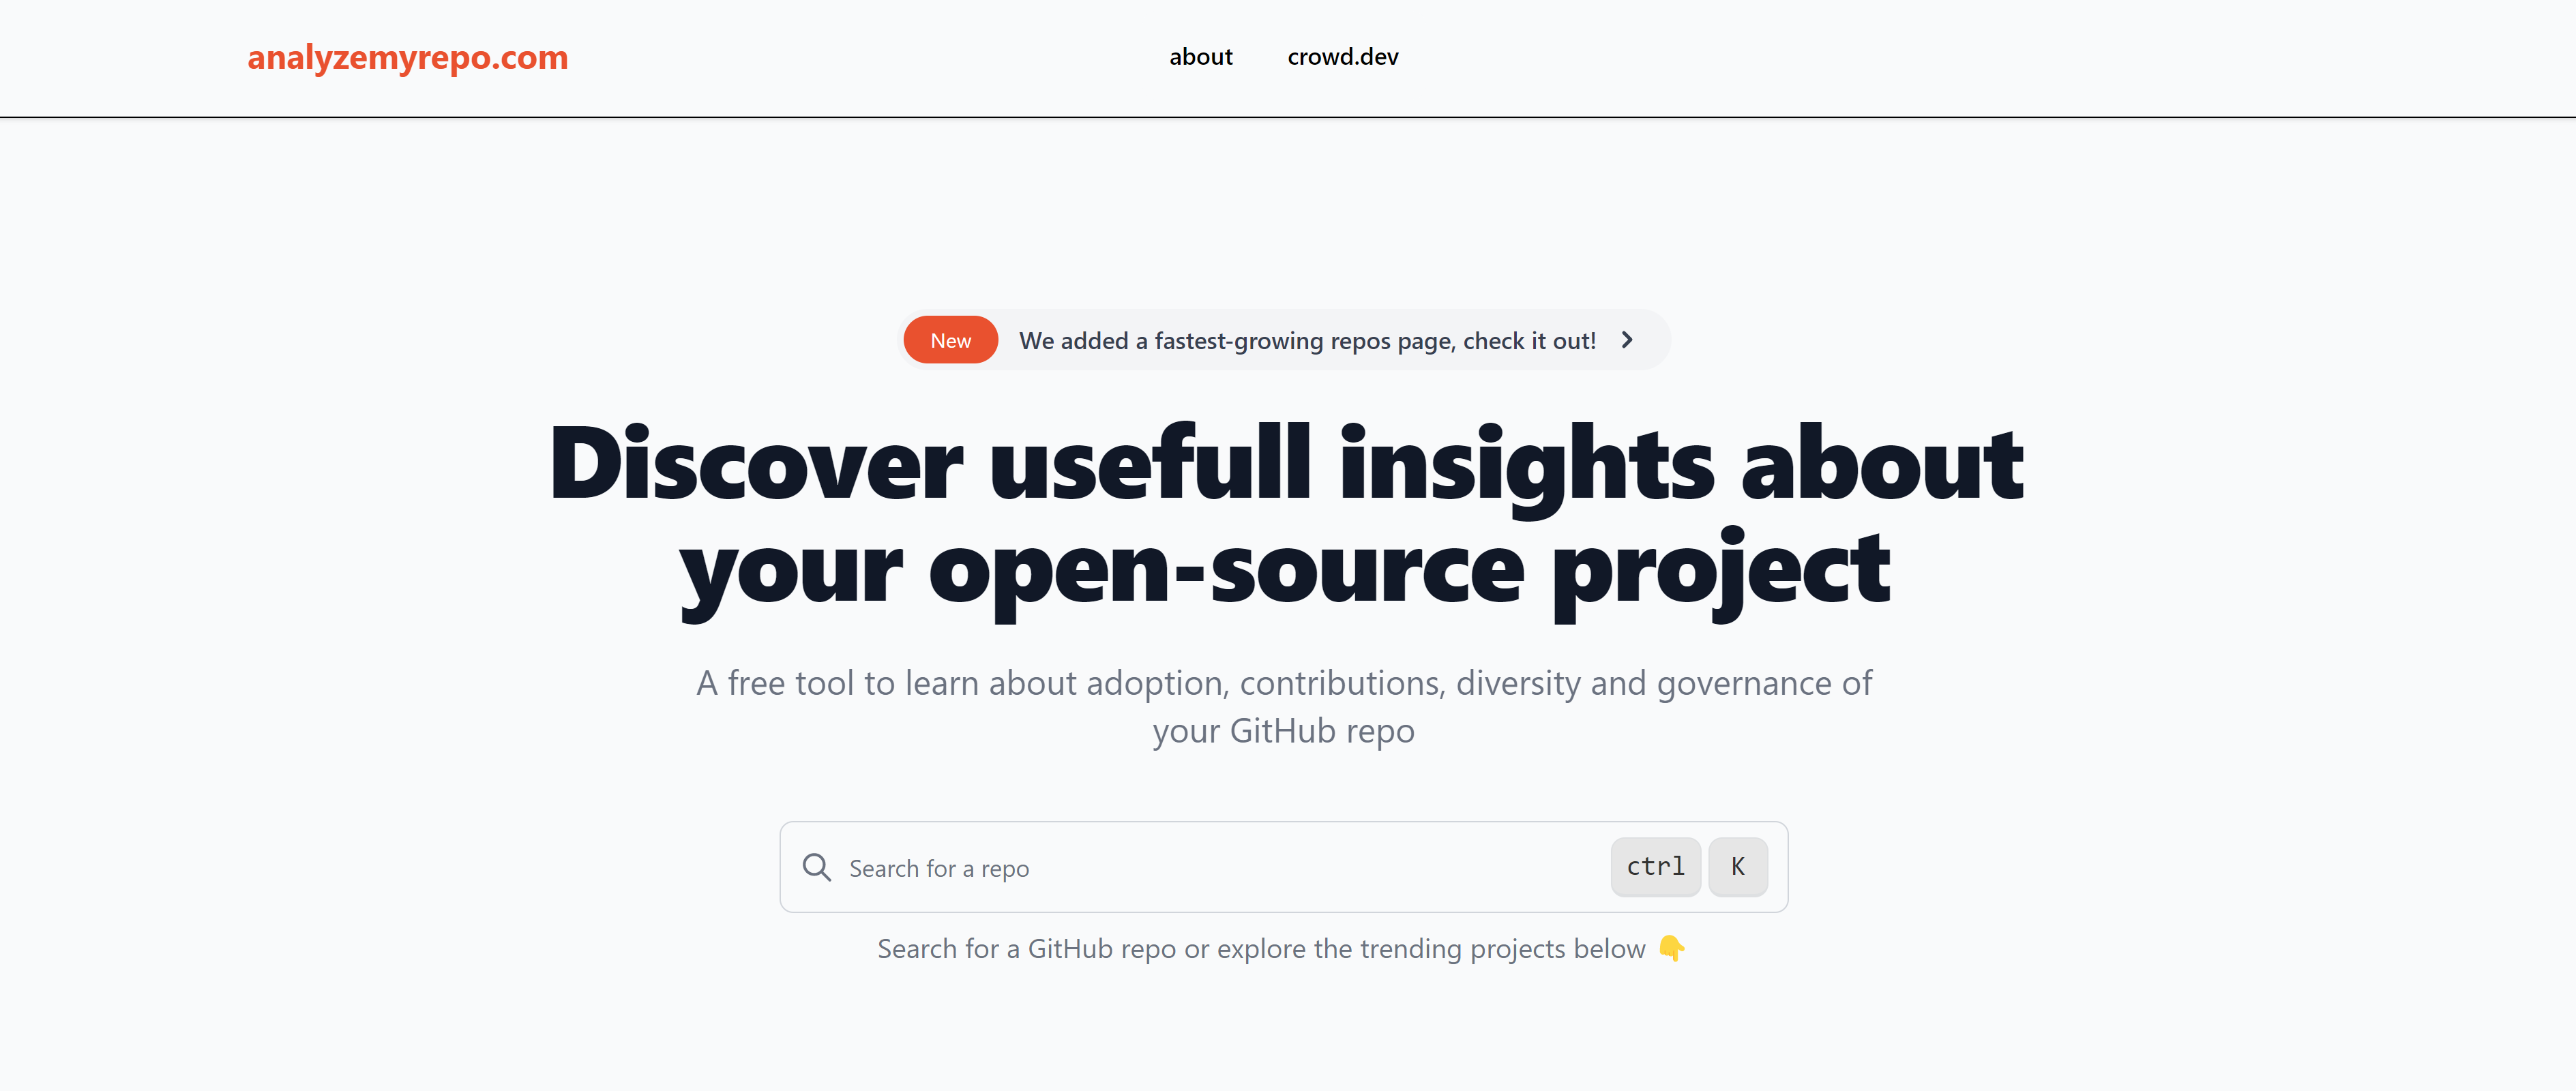 analyzemyrepo.com
about
crowd.dev
New
We added a fastest-growing repos page, check it out!
Discover usefull insights about
your open-source project
A free tool to learn about adoption, contributions, diversity and governance of
your GitHub repo
Search for a repo
ctrl K
Search for a GitHub repo or explore the trending projects below 👇